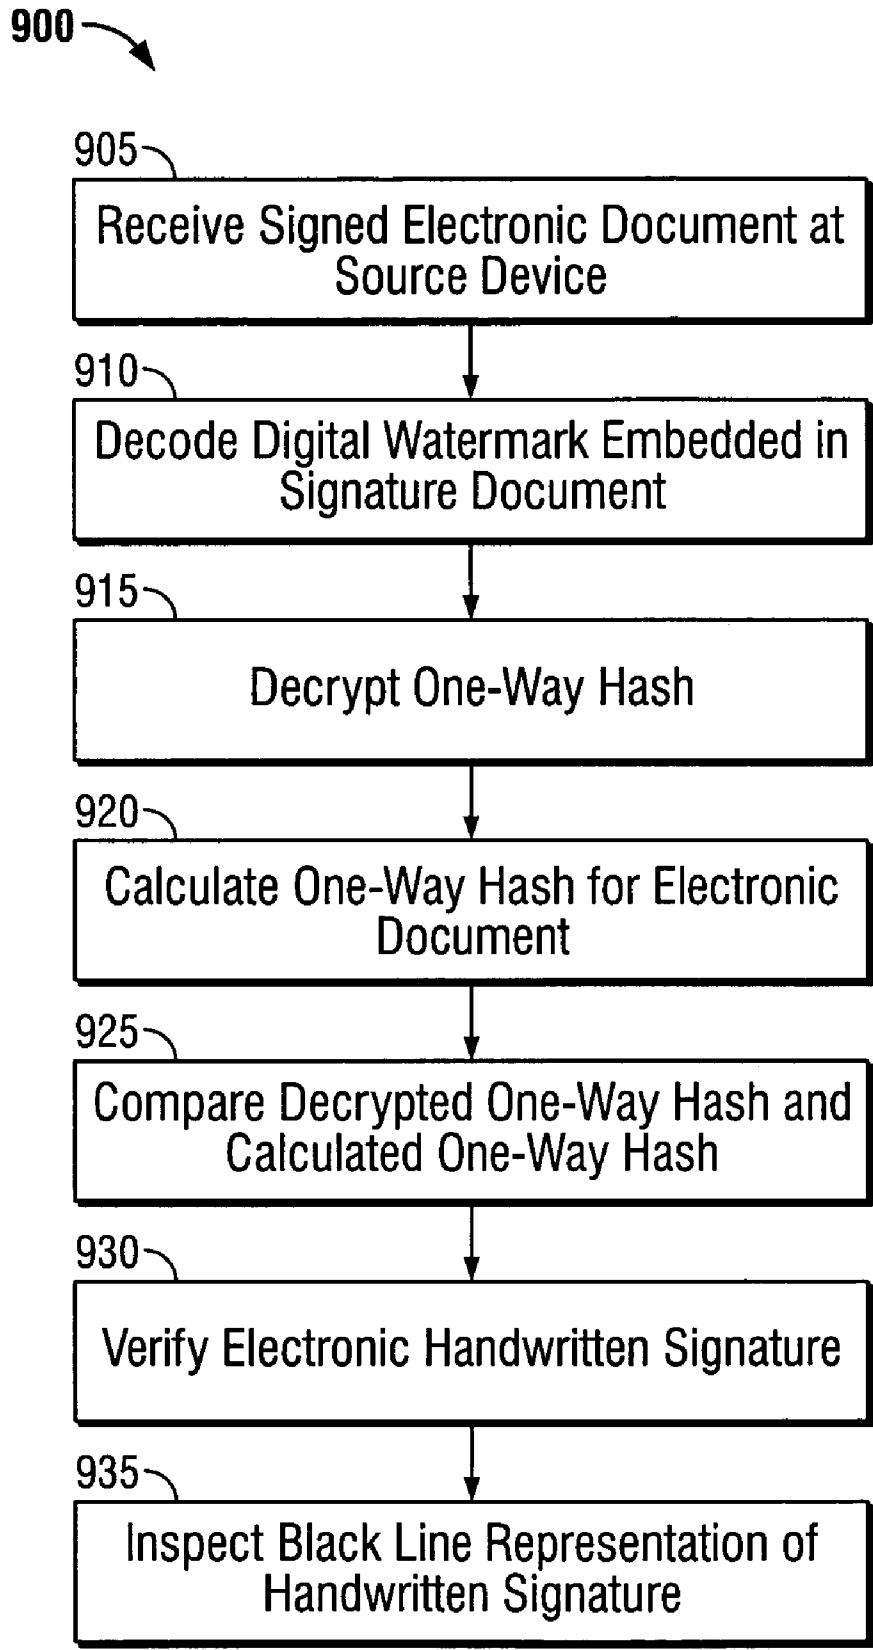 900
905
Receive Signed Electronic Document at
Source Device
910
Decode Digital Watermark Embedded in
Signature Document
915
Decrypt One-Way Hash
920
Calculate One-Way Hash for Electronic
Document
925
Compare Decrypted One-Way Hash and
Calculated One-Way Hash
930
Verify Electronic Handwritten Signature
935
Inspect Black Line Representation of
Handwritten Signature